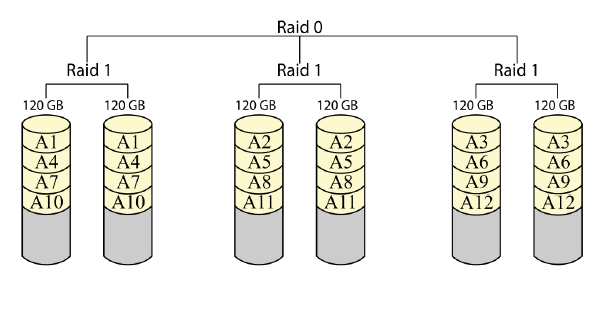 Raid 0
Raid 1 Raid 1 Raid 1
120 GB 120 GB 120 GB 120 GB 120 GB 120 GB
A1 A1 A2 A2 A3 A3
A4 A4 A5 A5 A6 A6
A7 A7 A8 A8 A9 A9
A10 A10 A11 A11 A12 A12